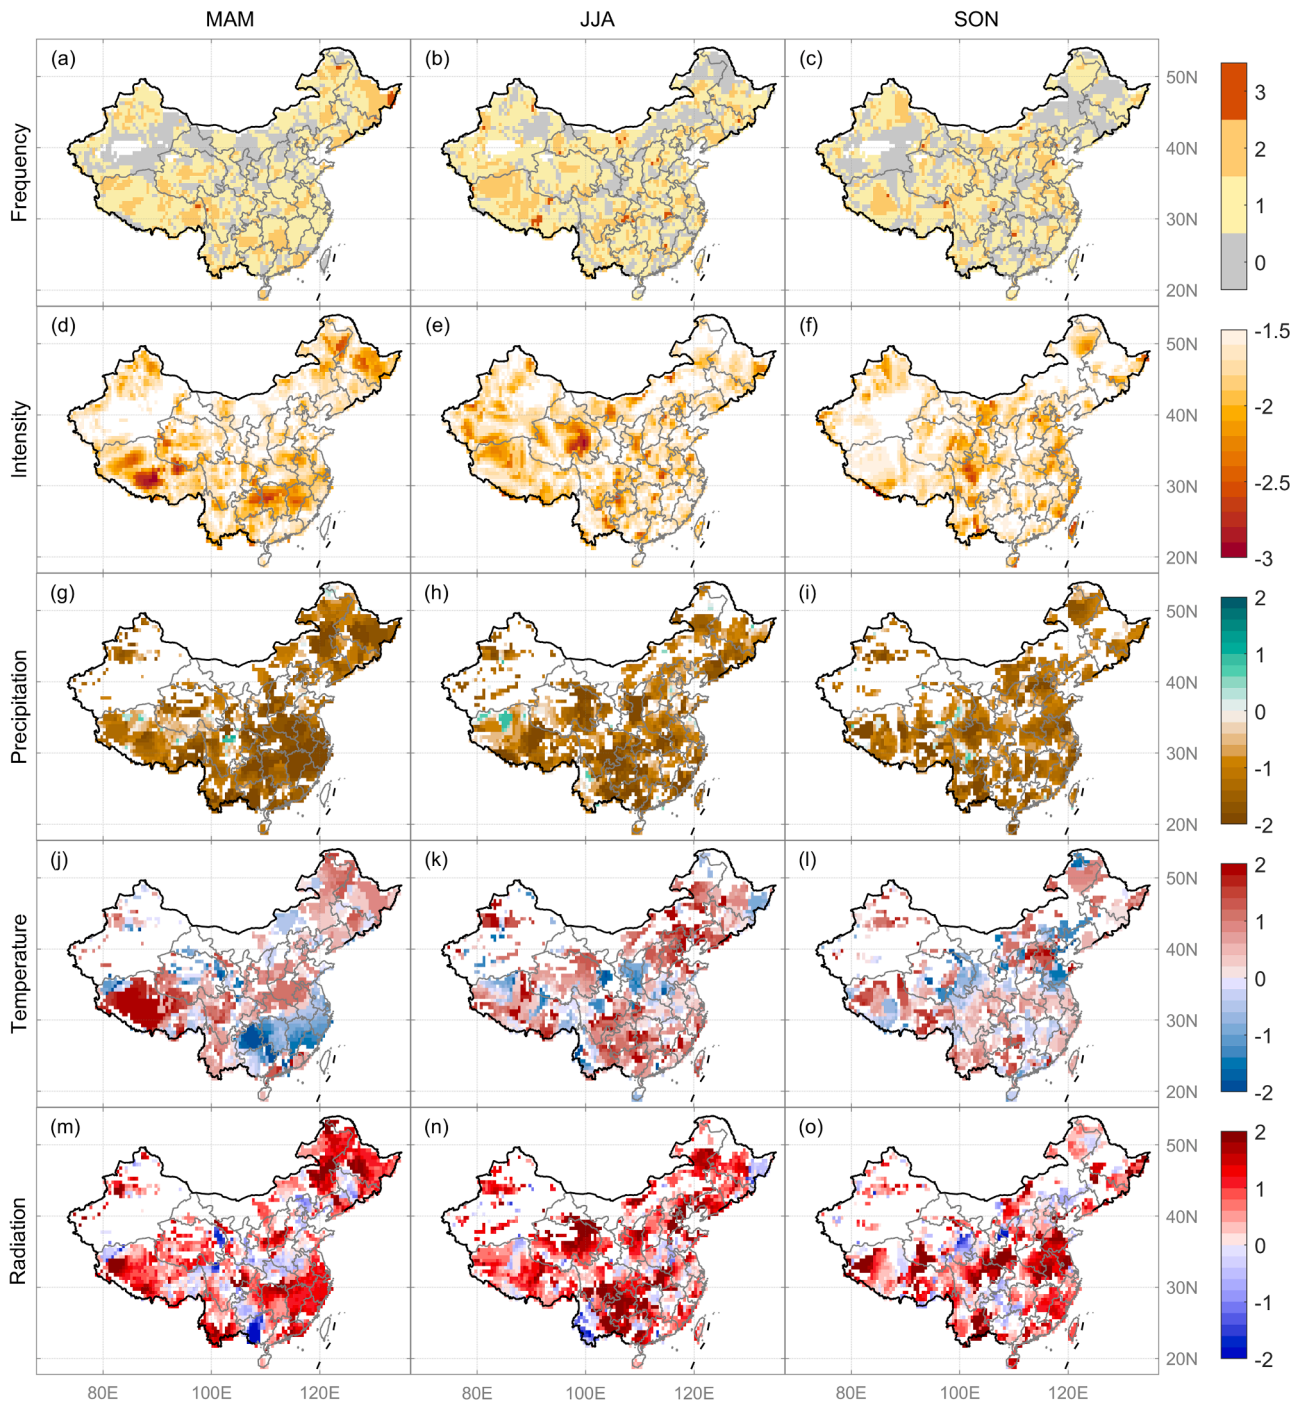 MAM JJA SON
(a) (b) (c)
Frequency
50N
40N
30N
20N
3
2
1
0
(d) (e) (f)
Intensity
50N
40N
30N
20N
-1.5
-2
-2.5
-3
(g) (h) (i)
Precipitation
50N
40N
30N
20N
2
1
0
-1
-2
(j) (k) (l)
Temperature
50N
40N
30N
20N
2
1
0
-1
-2
(m) (n) (o)
Radiation
50N
40N
30N
20N
2
1
0
-1
-2
80E 100E 120E 80E 100E 120E 80E 100E 120E